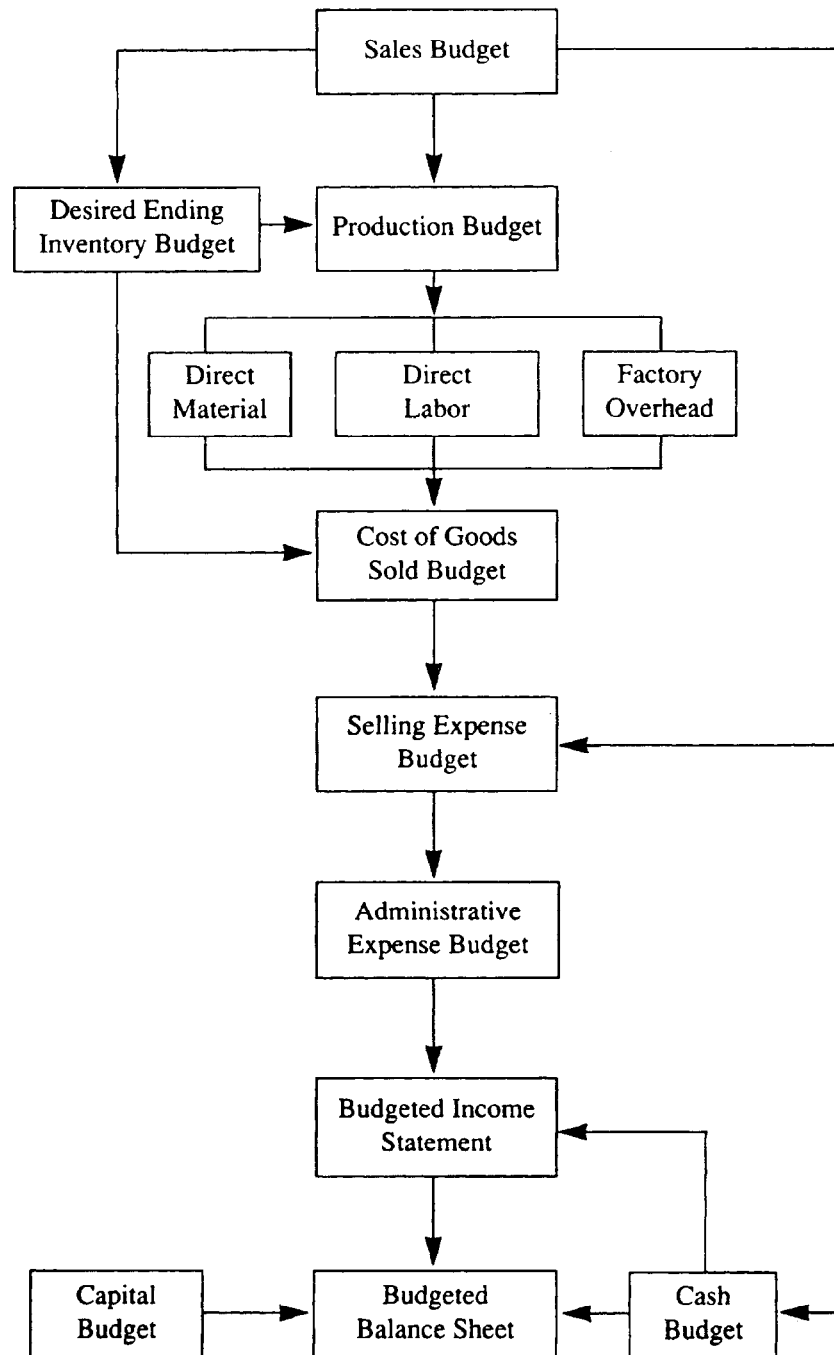 Sales Budget
Desired Ending
Inventory Budget
Production Budget
Direct
Material
Direct
Labor
Factory
Overhead
Cost of Goods
Sold Budget
Selling Expense
Budget
Administrative
Expense Budget
Budgeted Income
Statement
Capital
Budget
Budgeted
Balance Sheet
Cash
Budget